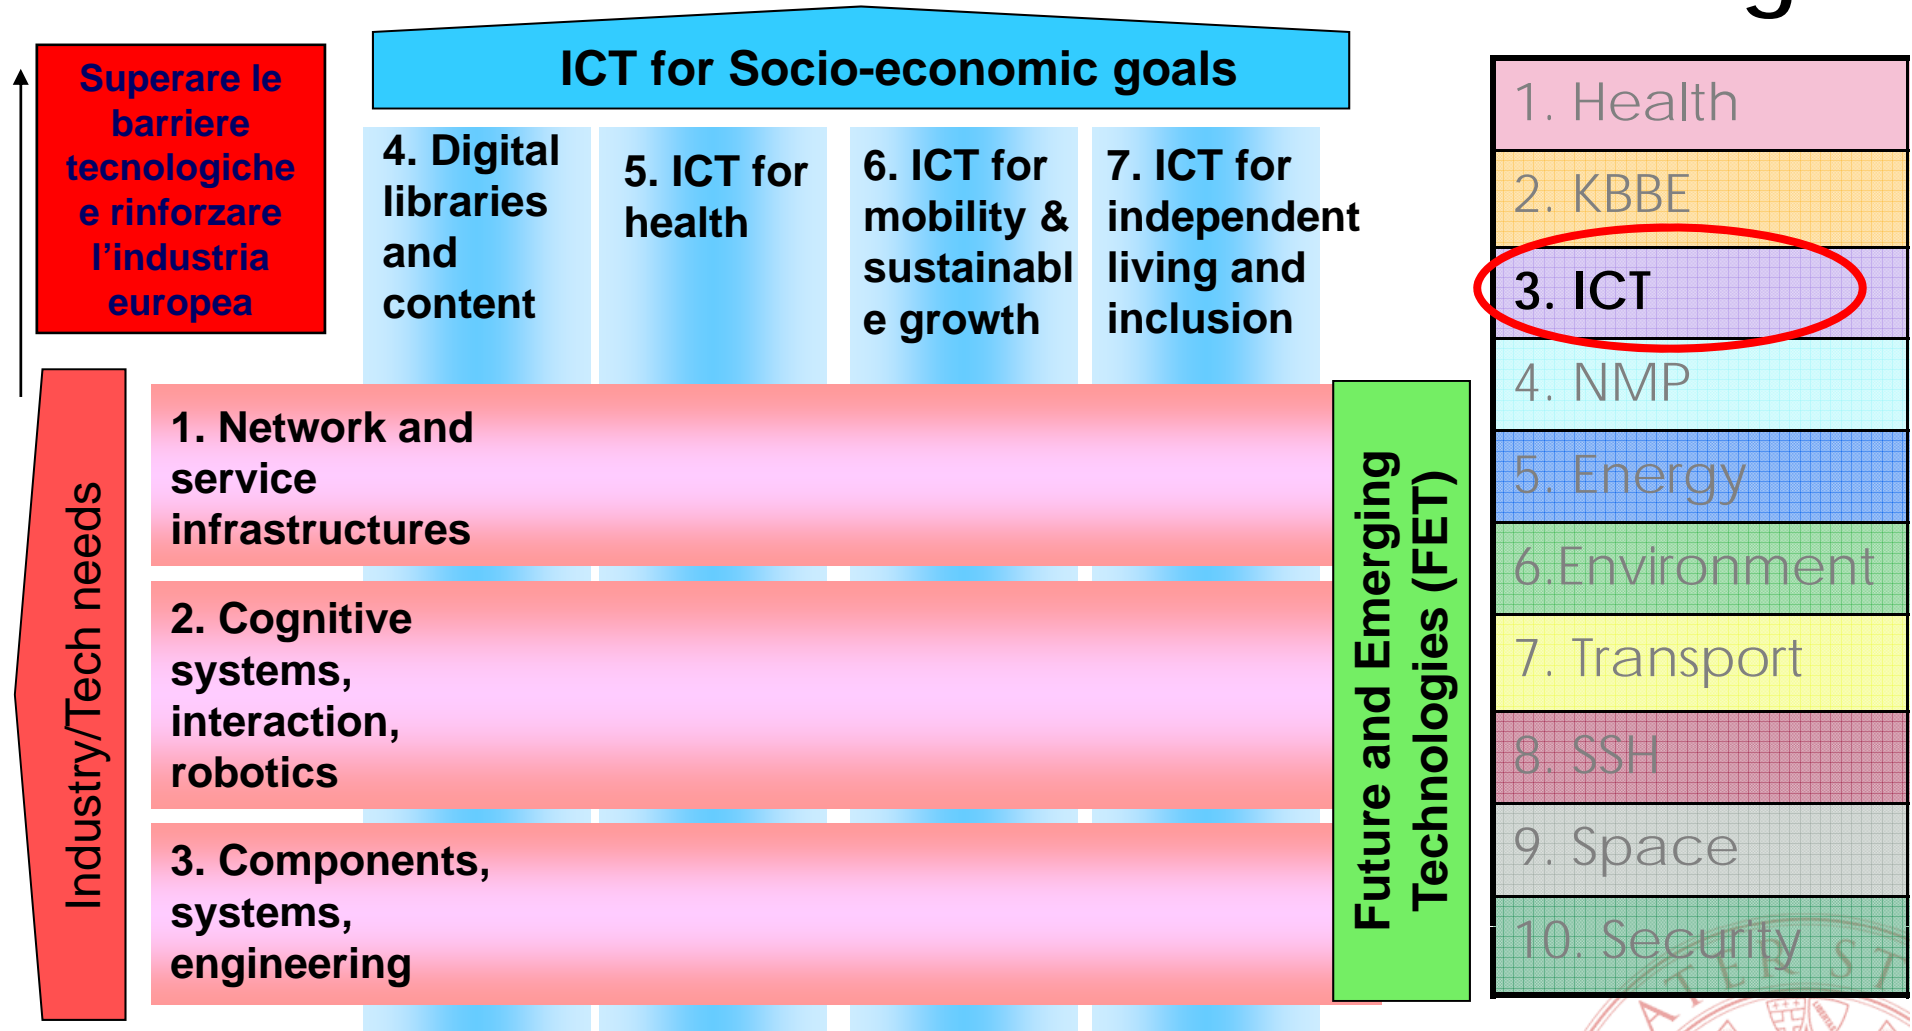 g
Superare le
barriere
tecnologiche
e rinforzare
l'industria
europea
ICT for Socio-economic goals
4. Digital
libraries
and
content
5. ICT for
health
6. ICT for
mobility &
sustainabl
e growth
7. ICT for
independent
living and
inclusion
Industry/Tech needs
1. Network and
service
infrastructures
2. Cognitive
systems,
interaction,
robotics
3. Components,
systems,
engineering
Future and Emerging
Technologies (FET)
1. Health
2. KBBE
3. ICT
4. NMP
5. Energy
6.Environment
7. Transport
8. SSH
9. Space
10. Security
ATER ST